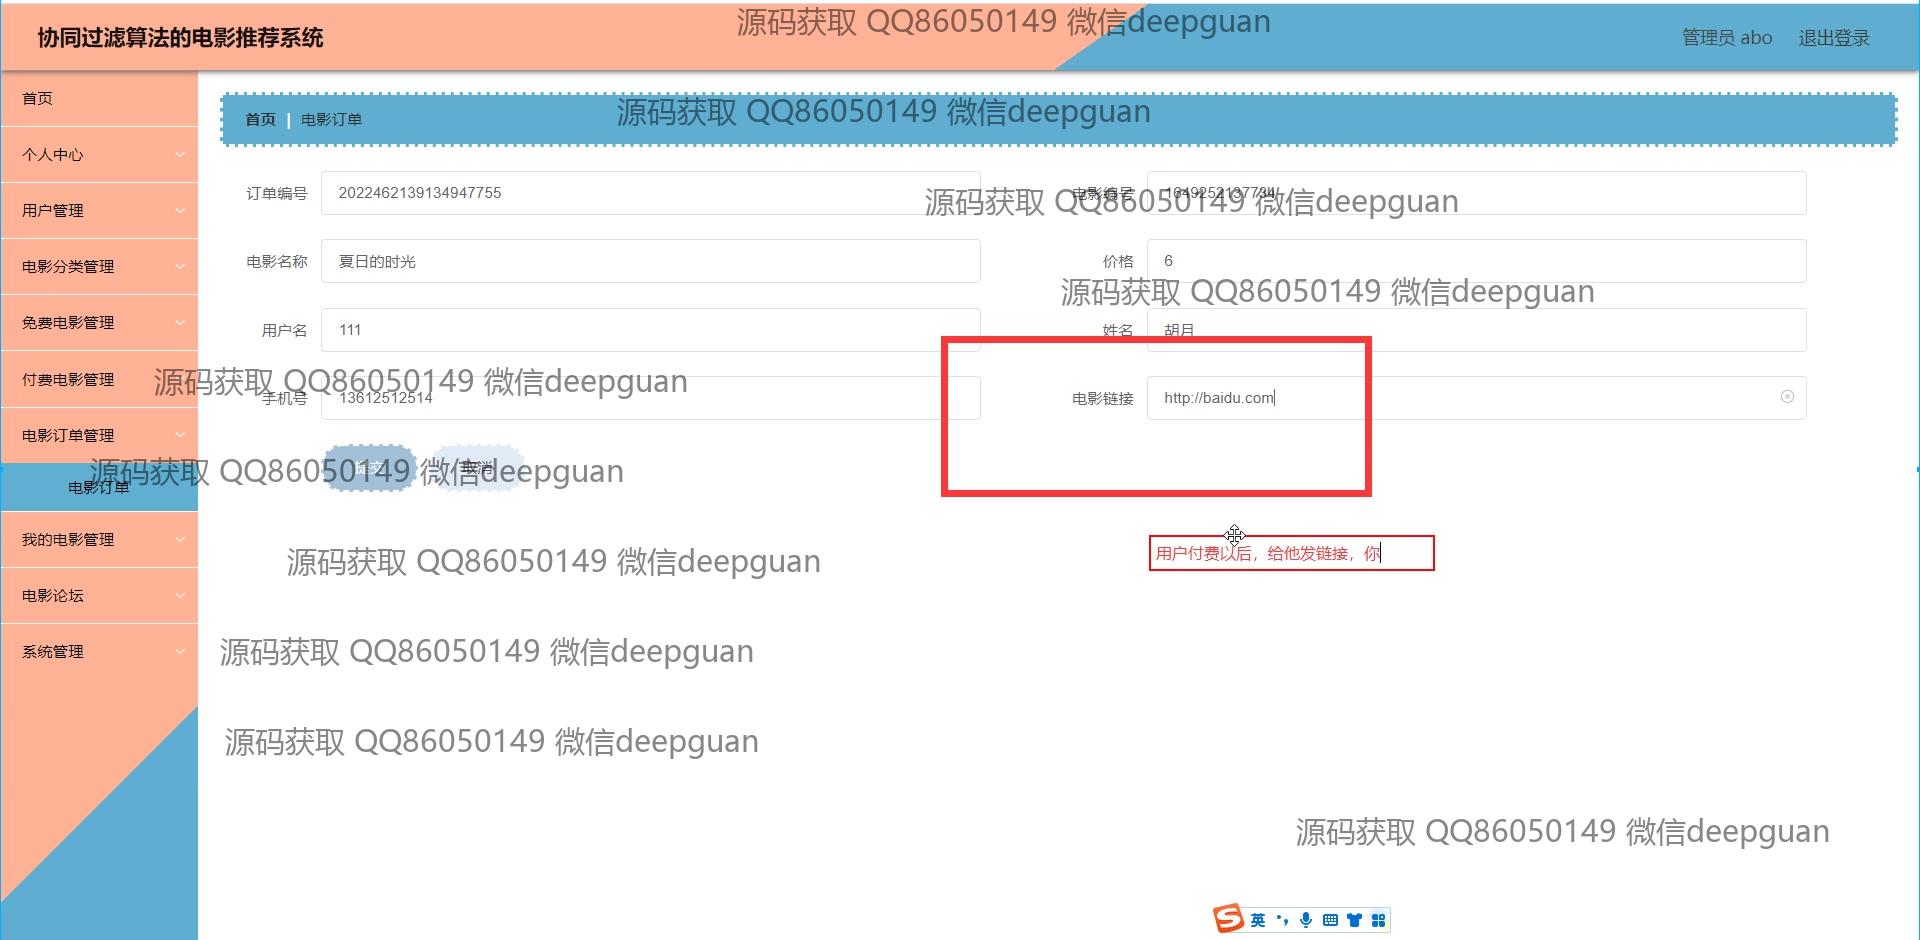 源码获取 QQ86050149 微信deepguan
协同过滤算法的电影推荐系统
管理员 abo
退出登录
首页
个人中心
用户管理
电影分类管理
免费电影管理
付费电影管理
电影订单管理
电影订单
我的电影管理
电影论坛
系统管理
首页 | 电影订单
源码获取 QQ86050149 微信deepguan
订单编号 2022462139134947755
电影编号 1649252137734
源码获取 QQ86050149 微信deepguan
电影名称 夏日的时光
价格 6
源码获取 QQ86050149 微信deepguan
用户名 111
姓名 胡月
源码获取 QQ86050149 微信deepguan
手机号 13612512514
电影链接 http://baidu.com
提交 取消
源码获取 QQ86050149 微信deepguan
用户付费以后，给他发链接，你
源码获取 QQ86050149 微信deepguan
源码获取 QQ86050149 微信deepguan
源码获取 QQ86050149 微信deepguan
源码获取 QQ86050149 微信deepguan
英